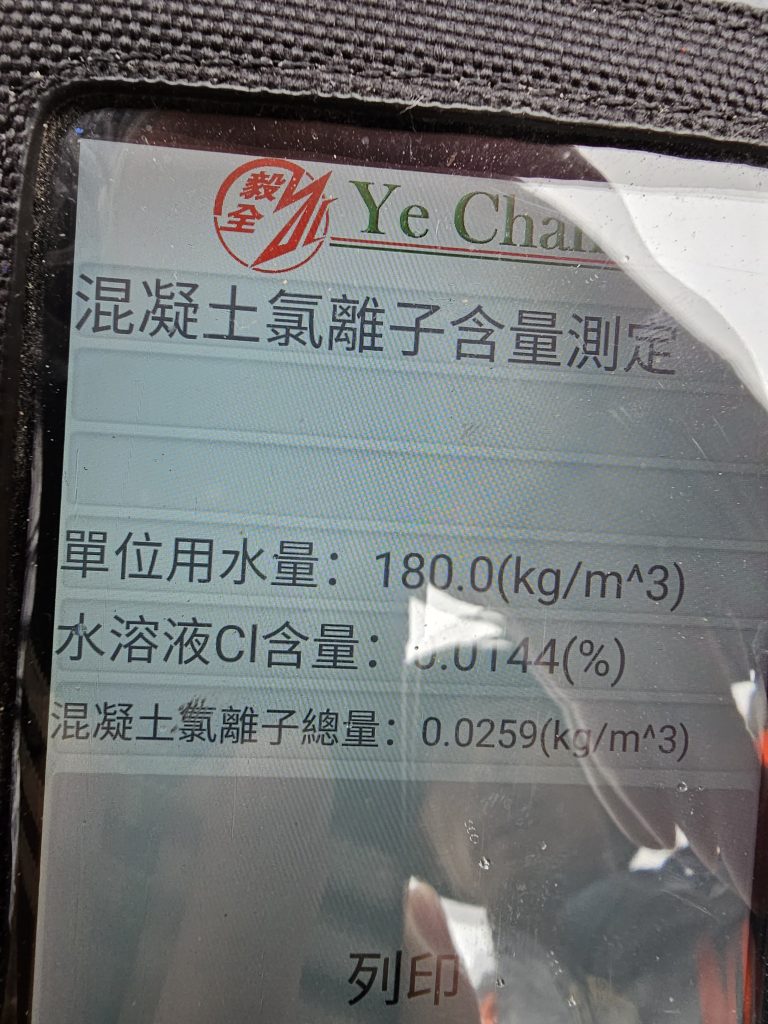 毅全
Ye Chan
混凝土氯離子含量測定
單位用水量：180.0(kg/m^3)
水溶液Cl含量：0.0144(%)
混凝土氯離子總量：0.0259(kg/m^3)
列印